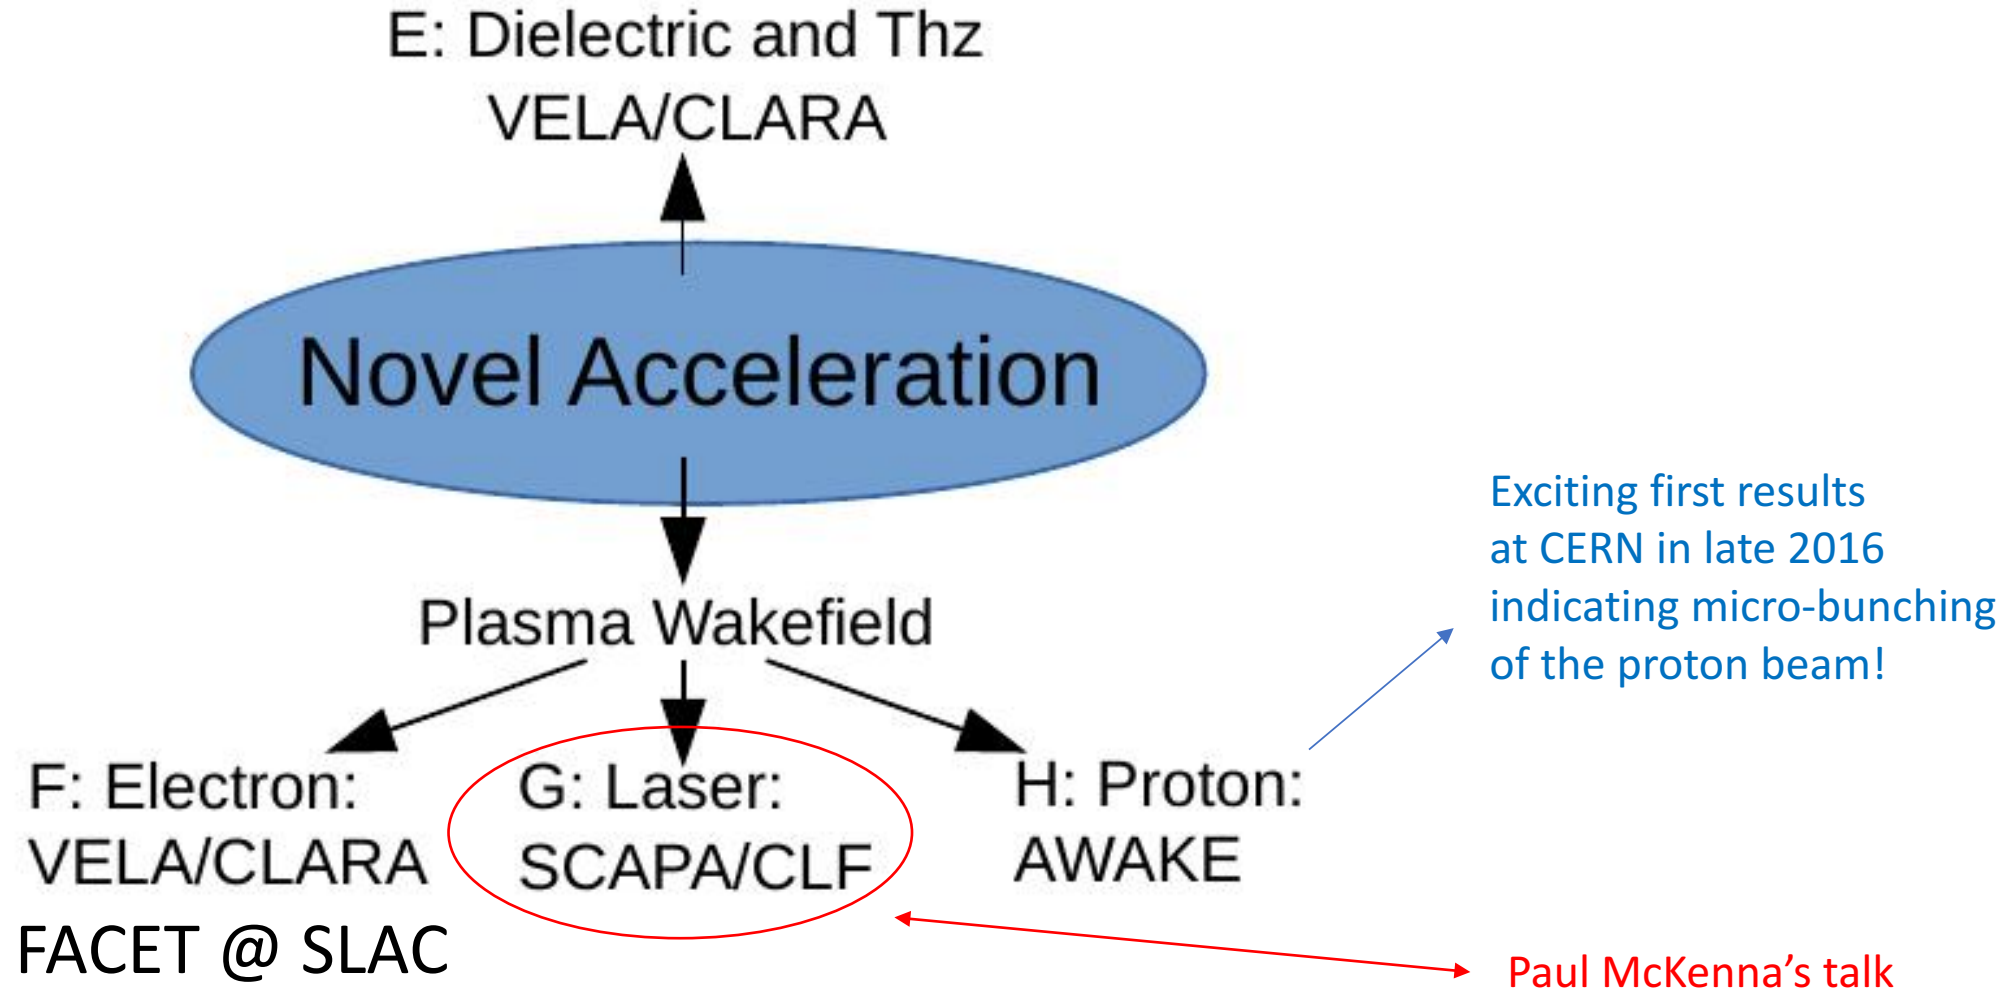 E: Dielectric and Thz
VELA/CLARA
Novel Acceleration
Plasma Wakefield
F: Electron:
VELA/CLARA
FACET @ SLAC
G: Laser:
SCAPA/CLF
H: Proton:
AWAKE
Exciting first results
at CERN in late 2016
indicating micro-bunching
of the proton beam!
Paul McKenna’s talk